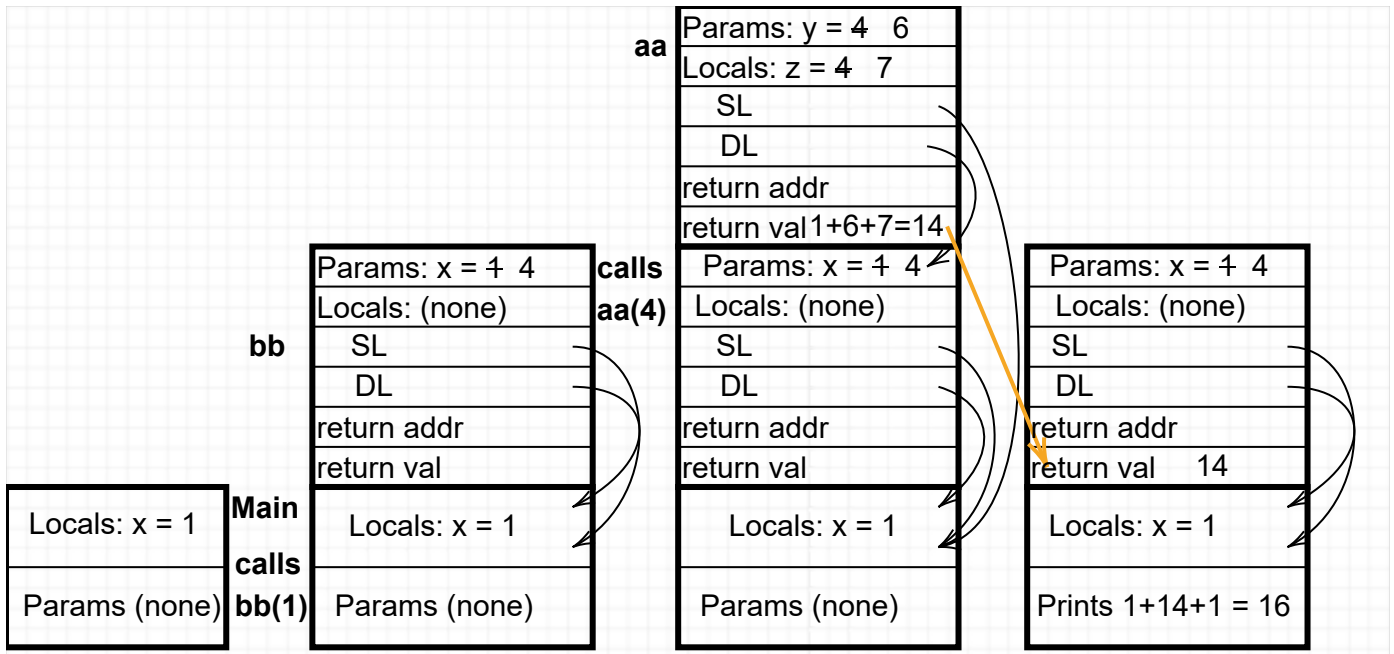 Locals: x = 1
Params (none)
Main
calls
bb(1)
bb
Params: x = 1 4
Locals: (none)
SL
DL
return addr
return val
Locals: x = 1
Params (none)
calls
aa(4)
aa
Params: y = 4 6
Locals: z = 4 7
SL
DL
return addr
return val 1+6+7=14
Params: x = 1 4
Locals: (none)
SL
DL
return addr
return val
Locals: x = 1
Params (none)
Params: x = 1 4
Locals: (none)
SL
DL
return addr
return val 14
Locals: x = 1
Prints 1+14+1 = 16